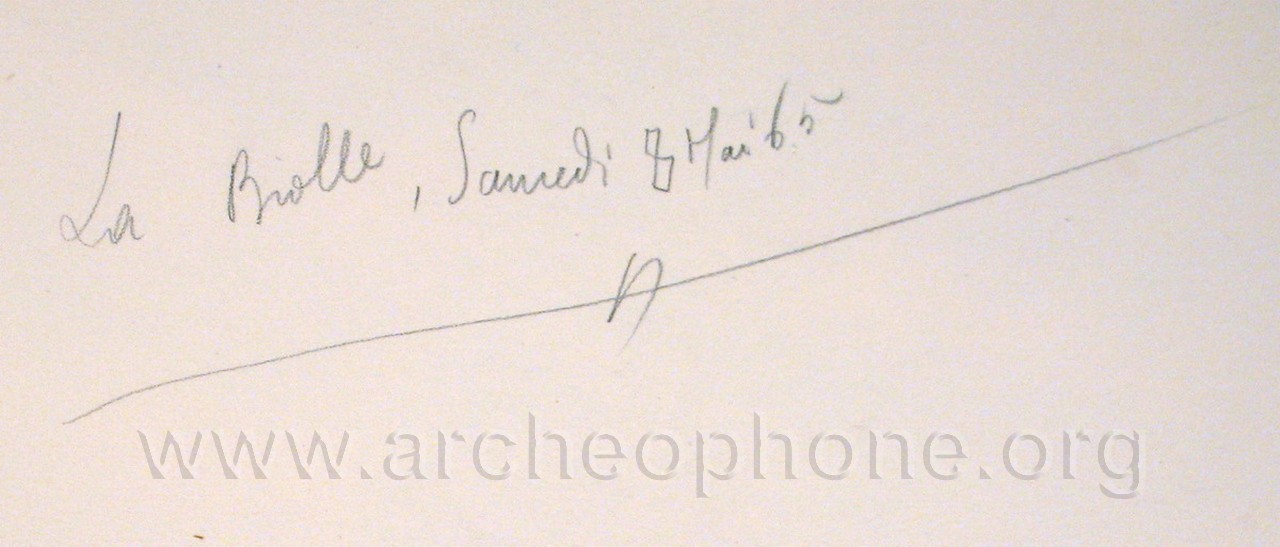 La Biolle, Samedi 8 Mai 65
www.archeophone.org